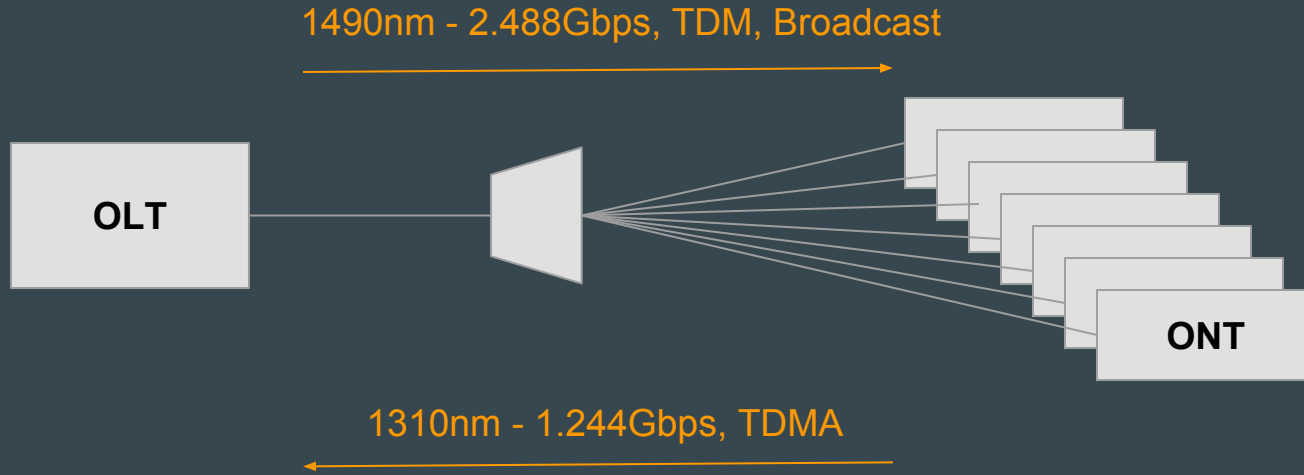 1490nm - 2.488Gbps, TDM, Broadcast
OLT
ONT
1310nm - 1.244Gbps, TDMA